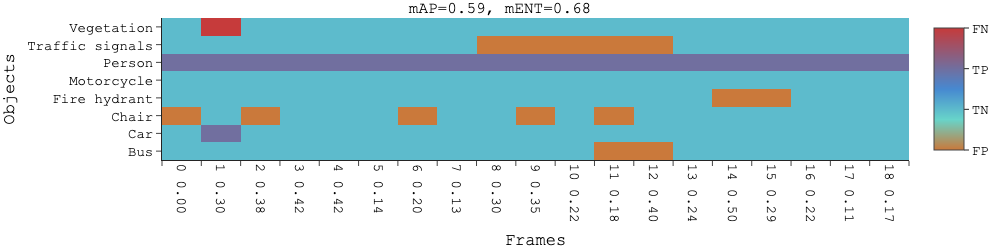 mAP=0.59, mENT=0.68
Objects
Vegetation
Traffic signals
Person
Motorcycle
Fire hydrant
Chair
Car
Bus
FN
TP
TN
FP
0 0.00
1 0.30
2 0.38
3 0.42
4 0.42
5 0.14
6 0.20
7 0.13
8 0.30
9 0.35
10 0.22
11 0.18
12 0.40
13 0.24
14 0.50
15 0.29
16 0.22
17 0.11
18 0.17
Frames